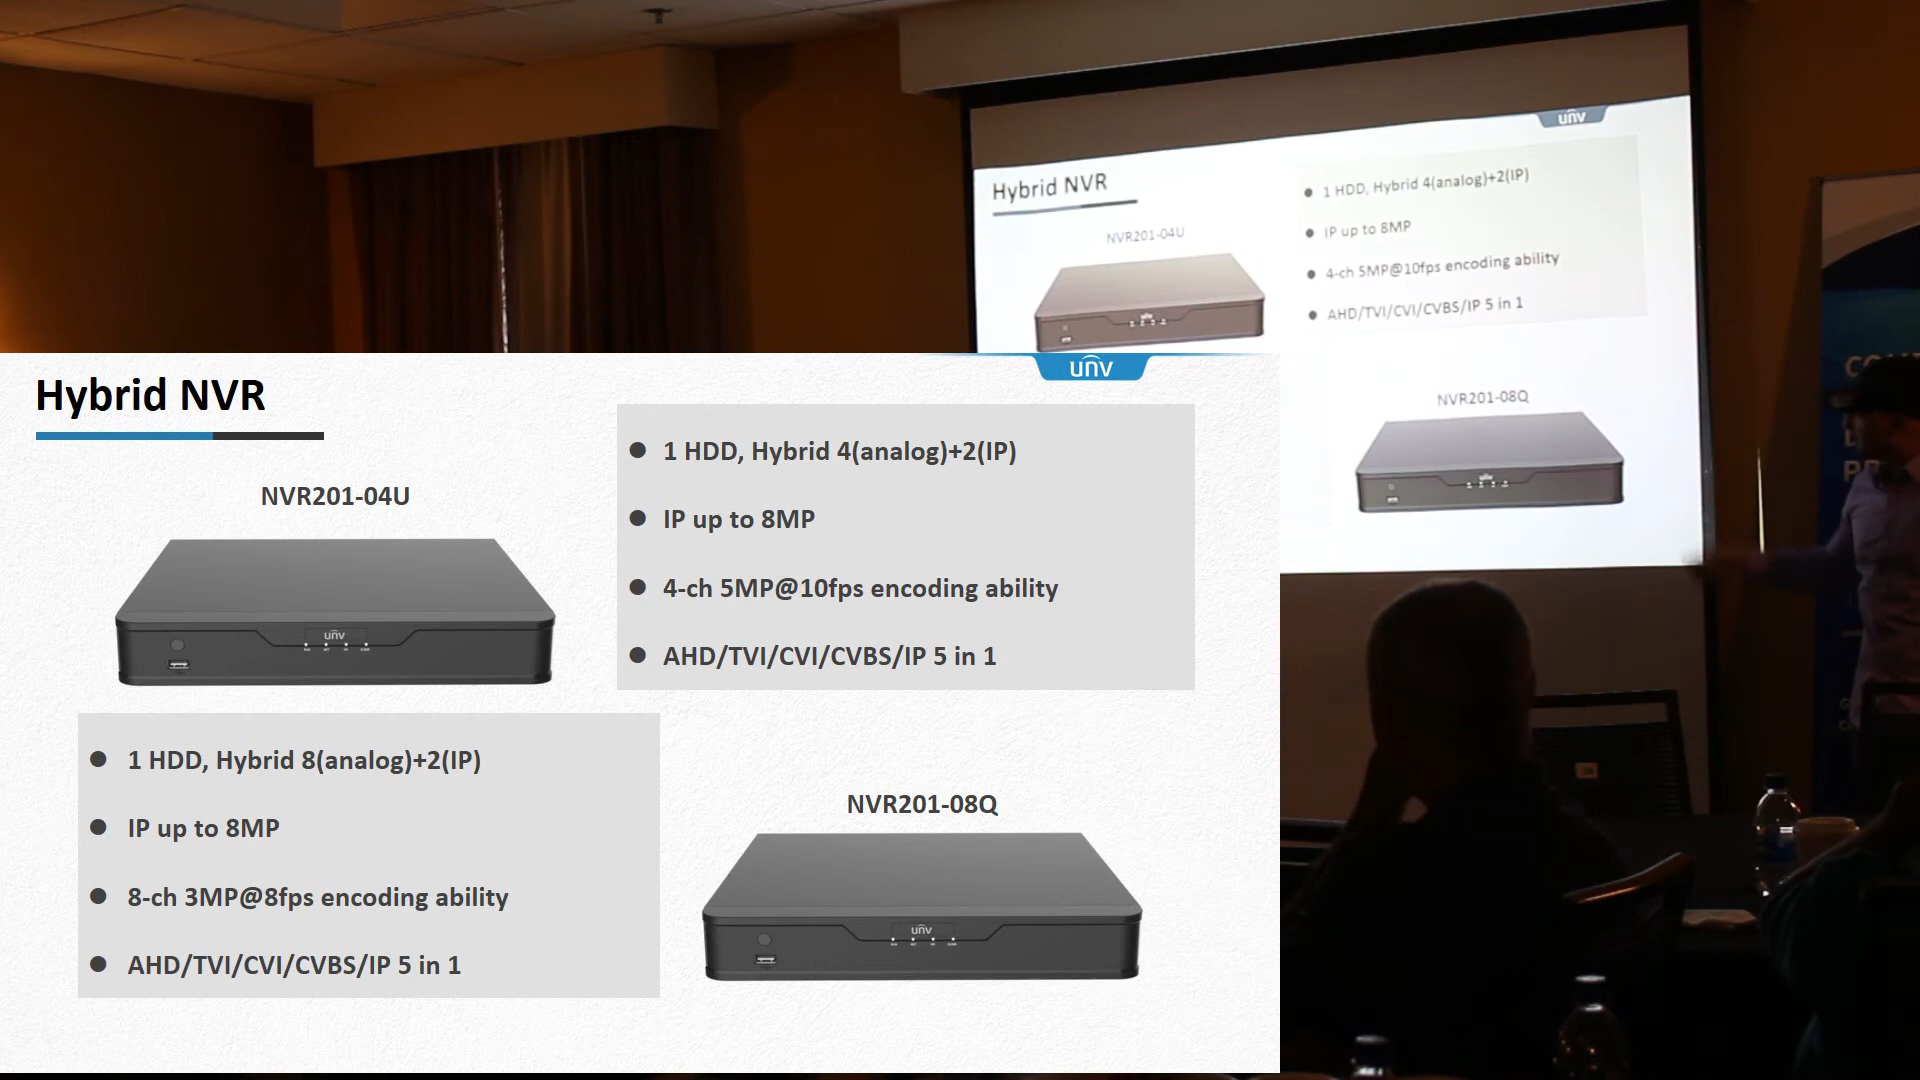 unv
Hybrid NVR
1 HDD, Hybrid 4(analog)+2(IP)
NVR201-04U
IP up to 8MP
4-ch 5MP@10fps encoding ability
AHD/TVI/CVI/CVBS/IP 5 in 1
unv
NVR201-08Q
unv
unv
Hybrid NVR
1 HDD, Hybrid 4(analog)+2(IP)
NVR201-04U
IP up to 8MP
4-ch 5MP@10fps encoding ability
unv
AHD/TVI/CVI/CVBS/IP 5 in 1
1 HDD, Hybrid 8(analog)+2(IP)
NVR201-08Q
IP up to 8MP
8-ch 3MP@8fps encoding ability
unv
AHD/TVI/CVI/CVBS/IP 5 in 1